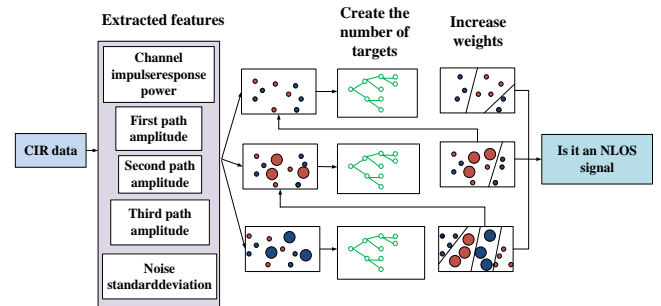 Extracted features
Create the
number of
targets
Increase
weights
Channel
impulseresponse
power
First path
amplitude
CIR data
Second path
amplitude
Third path
amplitude
Noise
standarddeviation
Is it an NLOS
signal